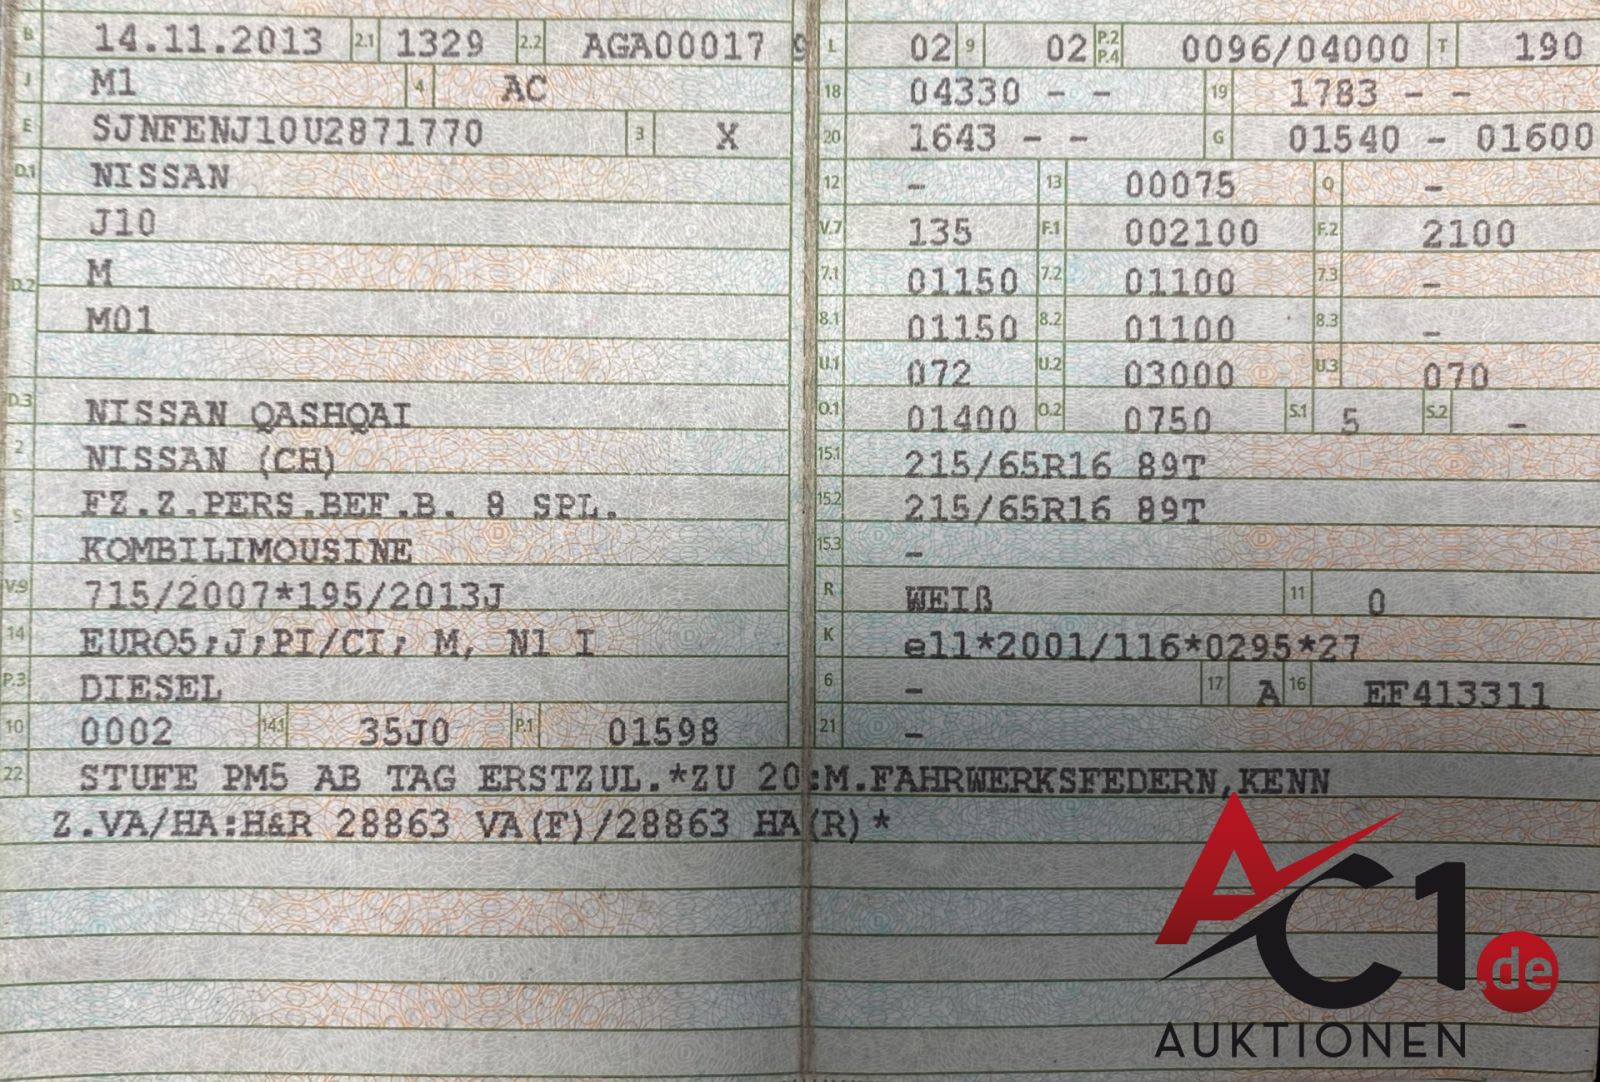 B 14.11.2013 2.1 1329 2.2 AGA00017 9
J M1 4 AC
E SJNFENJ10U2871770 3 X
D.1 NISSAN
J10
D.2 M
M01
D.3 NISSAN QASHQAI
2 NISSAN (CH)
5 FZ.Z.PERS.BEF.B. 8 SPL.
KOMBILIMOUSINE
V.9 715/2007*195/2013J
14 EURO5;J;PI/CI; M, N1 I
P.3 DIESEL
10 0002 14.1 35J0 P.1 01598
L 02 9 02 P.2 P.4 0096/04000 T 190
18 04330 - - 19 1783 - -
20 1643 - - G 01540 - 01600
12 - 13 00075 Q -
V.7 135 F.1 002100 F.2 2100
7.1 01150 7.2 01100 7.3 -
8.1 01150 8.2 01100 8.3 -
U.1 072 U.2 03000 U.3 070
O.1 01400 O.2 0750 S.1 5 S.2 -
15.1 215/65R16 89T
15.2 215/65R16 89T
15.3 -
R WEIß 11 0
K e11*2001/116*0295*27
6 - 17 A 16 EF413311
21 -
22 STUFE PM5 AB TAG ERSTZUL.*ZU 20:M.FAHRWERKSFEDERN,KENN
Z.VA/HA:H&R 28863 VA(F)/28863 HA(R)*
AC1.de
AUKTIONEN